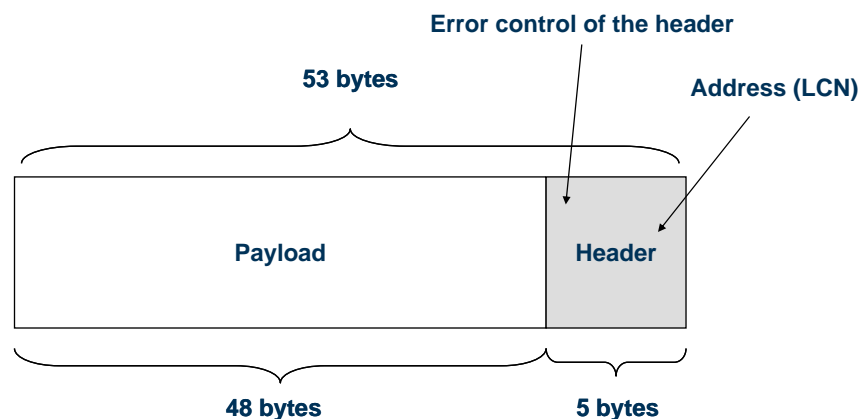 Error control of the header
53 bytes
Address (LCN)
Payload
Header
48 bytes
5 bytes